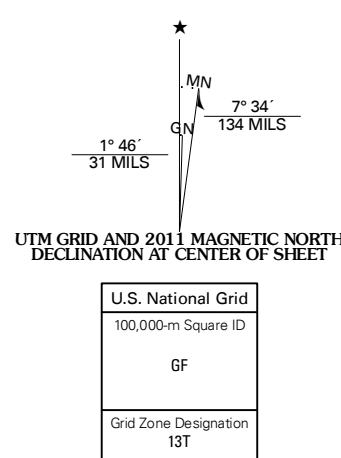 ★
MN
7° 34´
134 MILS
GN
1° 46´
31 MILS
UTM GRID AND 2011 MAGNETIC NORTH
DECLINATION AT CENTER OF SHEET
U.S. National Grid
100,000-m Square ID
GF
Grid Zone Designation
13T